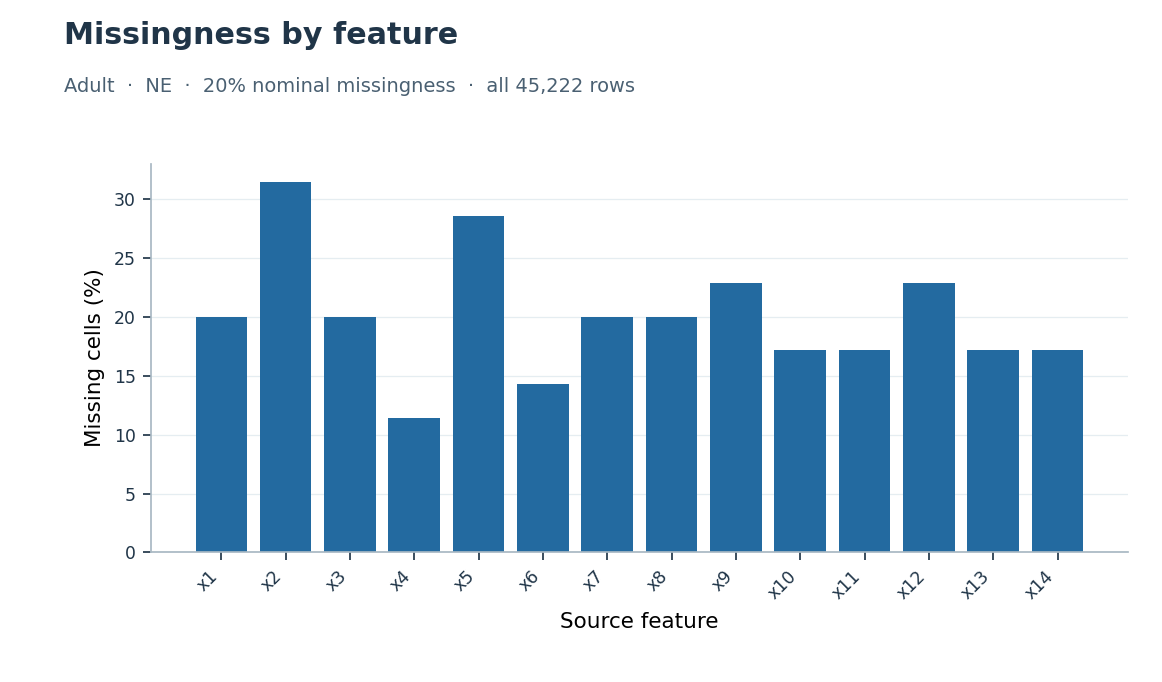 Missingness by feature
Adult · NE · 20% nominal missingness · all 45,222 rows
Missing cells (%)
30
25
20
15
10
5
0
x1 x2 x3 x4 x5 x6 x7 x8 x9 x10 x11 x12 x13 x14
Source feature